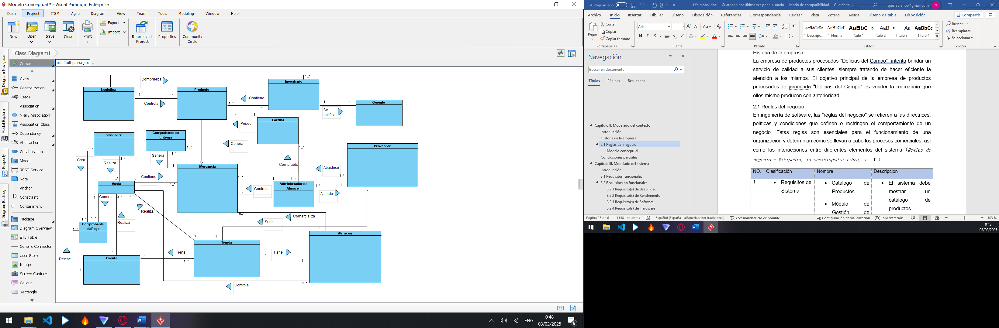 Modelo Conceptual * - Visual Paradigm Enterprise
Dash Project ITSM Agile Diagram View Team Tools Modeling Window Help
New Open Save Close Print
Export
Import
Referenced Project
Properties
Community Circle
Class Diagram1
<default package>
Diagram Navigator
Model Explorer
Property
Diagram Backlog
Cursor
Class
Generalization
Usage
Association
N-ary Association
Association Class
Dependency
Abstraction
Collaboration
Model
REST Service
Note
Anchor
Constraint
Containment
Package
Diagram Overview
ETL Table
Generic Connector
User Story
Image
Screen Capture
Callout
Rectangle
1..*
Comprueba
1
Inventario
Logistica
Producto
1
1..*
Controla
Contiene
1..*
1
1
1
Gerente
Se notifica
1..*
1
Factura
Posee
Vendedor
Comprobante de Entrega
1..*
Genera
1..*
Proveedor
1..*
Genera
1..*
1..*
Crea
Realiza
Comprueba
Mercancia
1
Abastece
1..*
1..*
Contiene
1..*
1
1..*
Venta
1
1..*
Administrador de Almacen
1..*
1
Controla
1..*
1
Atiende
Genera
1
0..*
0..*
Realiza
*
0..*
Comercializa
Surte
1
1..*
1..*
Realiza
Comprobante de Pago
1..*
Almacen
1
1
Tienda
Tiene
1
1..*
Tiene
1
1
*
Cliente
Recibe
1
1..*
Controla
ENG
0:48
03/02/2025
9
Autoguardado
fifo global.doc - Guardado por última vez por el usuario - Modo de compatibilidad - Guardado
ojeafabian66@gmail.com
O
Archivo Inicio Insertar Dibujar Diseño Disposición Referencias Correspondencia Revisar Vista Zotero Ayuda Diseño de tabla Disposición
Compartir
Pegar
Cortar
Copiar
Copiar formato
Portapapeles
Arial
N K S ab x₂ x²
Fuente
Párrafo
AaBbCcDc AaBbCcI AaBbC AaB Aa AaBbCc
¶ Descripc... ¶ Normal Título 1 Título 2 Título 3 Título 4
Estilos
Buscar
Reemplazar
Seleccionar
Edición
Navegación
Buscar en documento
Títulos Páginas Resultados
Capítulo II. Modelado del contexto
Introducción
Historia de la empresa
2.1 Reglas del negocio
Modelo conceptual
Conclusiones parciales
Capítulo III. Modelado del sistema
Introducción
3.1 Requisitos funcionales
3.2 Requisitos no funcionales
3.2.1 Requisito(s) de Usabilidad
3.2.2 Requisito(s) de Rendimiento
3.2.3 Requisito(s) de Software
3.2.4 Requisito(s) de Hardware
Historia de la empresa
La empresa de productos procesados “Delicias del Campo” intenta brindar un
servicio de calidad a sus clientes, siempre tratando de hacer eficiente la
atención a los mismos. El objetivo principal de la empresa de productos
procesados-de jamonada “Delicias del Campo” es vender la mercancía que
ellos mismo producen con anterioridad.
2.1 Reglas del negocio
En ingeniería de software, las "reglas del negocio" se refieren a las directrices,
políticas y condiciones que definen o restringen el comportamiento de un
negocio. Estas reglas son esenciales para el funcionamiento de una
organización y determinan cómo se llevan a cabo los procesos comerciales, así
como las interacciones entre diferentes elementos del sistema (Reglas de
negocio - Wikipedia, la enciclopedia libre, s. f.).
NO. Clasificación Nombre Descripción
1
• Requisitos del Sistema
• Catálogo de Productos
• Módulo de Gestión de
• El sistema debe mostrar un catálogo de productos
Página 25 de 61
11481 palabras
Español (España - alfabetización tradicional)
Accesibilidad: No disponible
Configuración de visualización
Concentración
103 %
0:48
03/02/2025